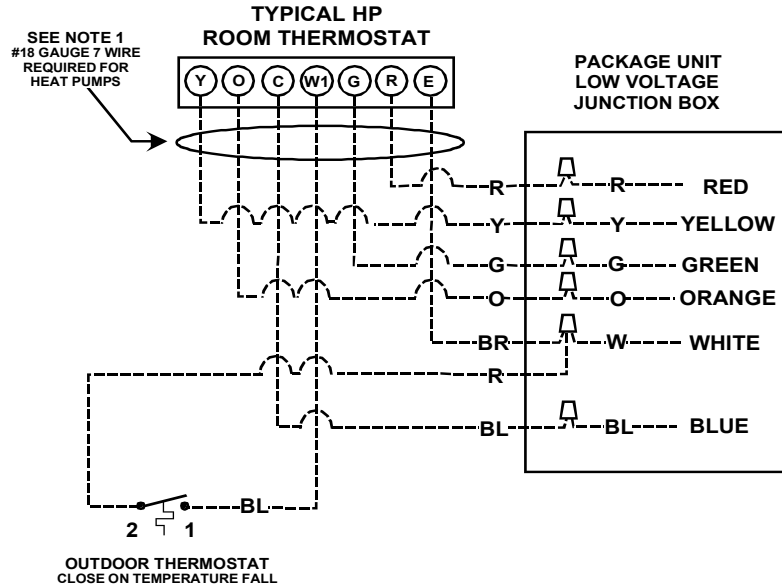 TYPICAL HP
ROOM THERMOSTAT
SEE NOTE 1
#18 GAUGE 7 WIRE
REQUIRED FOR
HEAT PUMPS
Y O C W1 G R E
PACKAGE UNIT
LOW VOLTAGE
JUNCTION BOX
R R RED
Y Y YELLOW
G G GREEN
O O ORANGE
BR W WHITE
R
BL BL BLUE
BL
2 1
OUTDOOR THERMOSTAT
CLOSE ON TEMPERATURE FALL